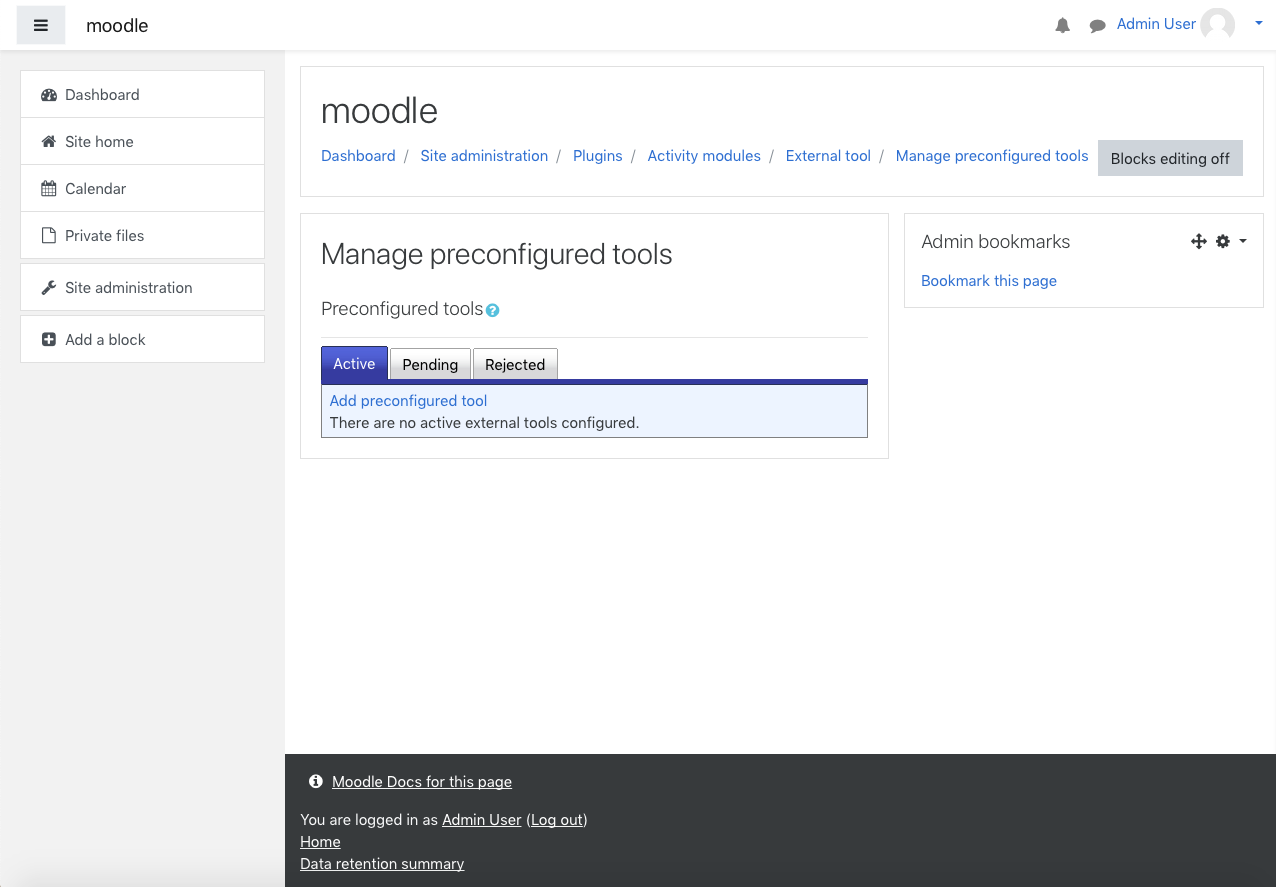 moodle
Admin User
Dashboard
Site home
Calendar
Private files
Site administration
Add a block
moodle
Dashboard / Site administration / Plugins / Activity modules / External tool / Manage preconfigured tools
Blocks editing off
Manage preconfigured tools
Preconfigured tools
Active Pending Rejected
Add preconfigured tool
There are no active external tools configured.
Admin bookmarks
Bookmark this page
Moodle Docs for this page
You are logged in as Admin User (Log out)
Home
Data retention summary